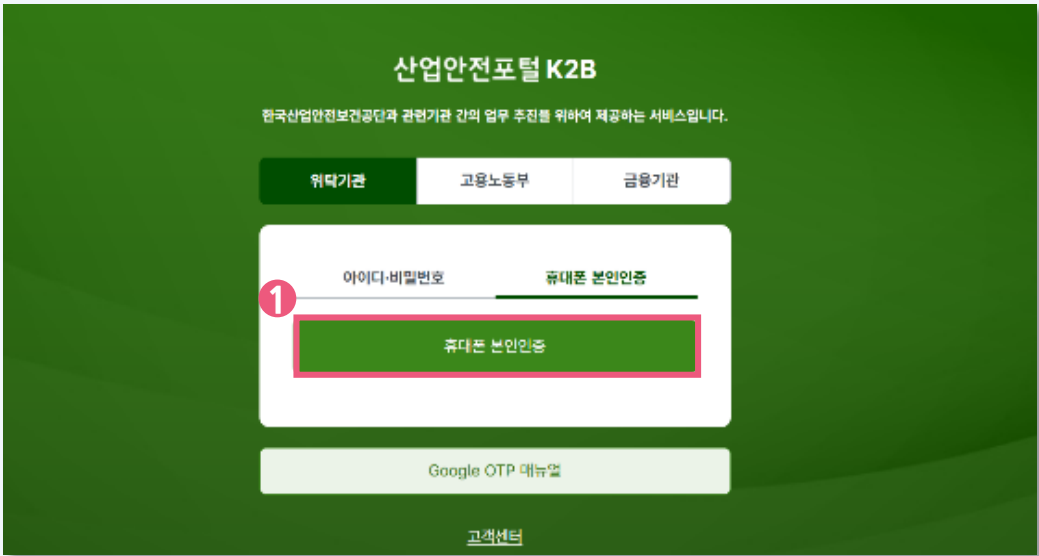 산업안전포털 K2B
한국산업안전보건공단과 관련기관 간의 업무 추진를 위하여 제공하는 서비스입니다.
위탁기관 고용노동부 금융기관
아이디·비밀번호 휴대폰 본인인증
1
휴대폰 본인인증
Google OTP 매뉴얼
고객센터